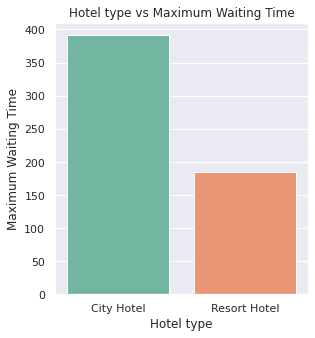 Hotel type vs Maximum Waiting Time
Maximum Waiting Time
400
350
300
250
200
150
100
50
0
City Hotel
Resort Hotel
Hotel type